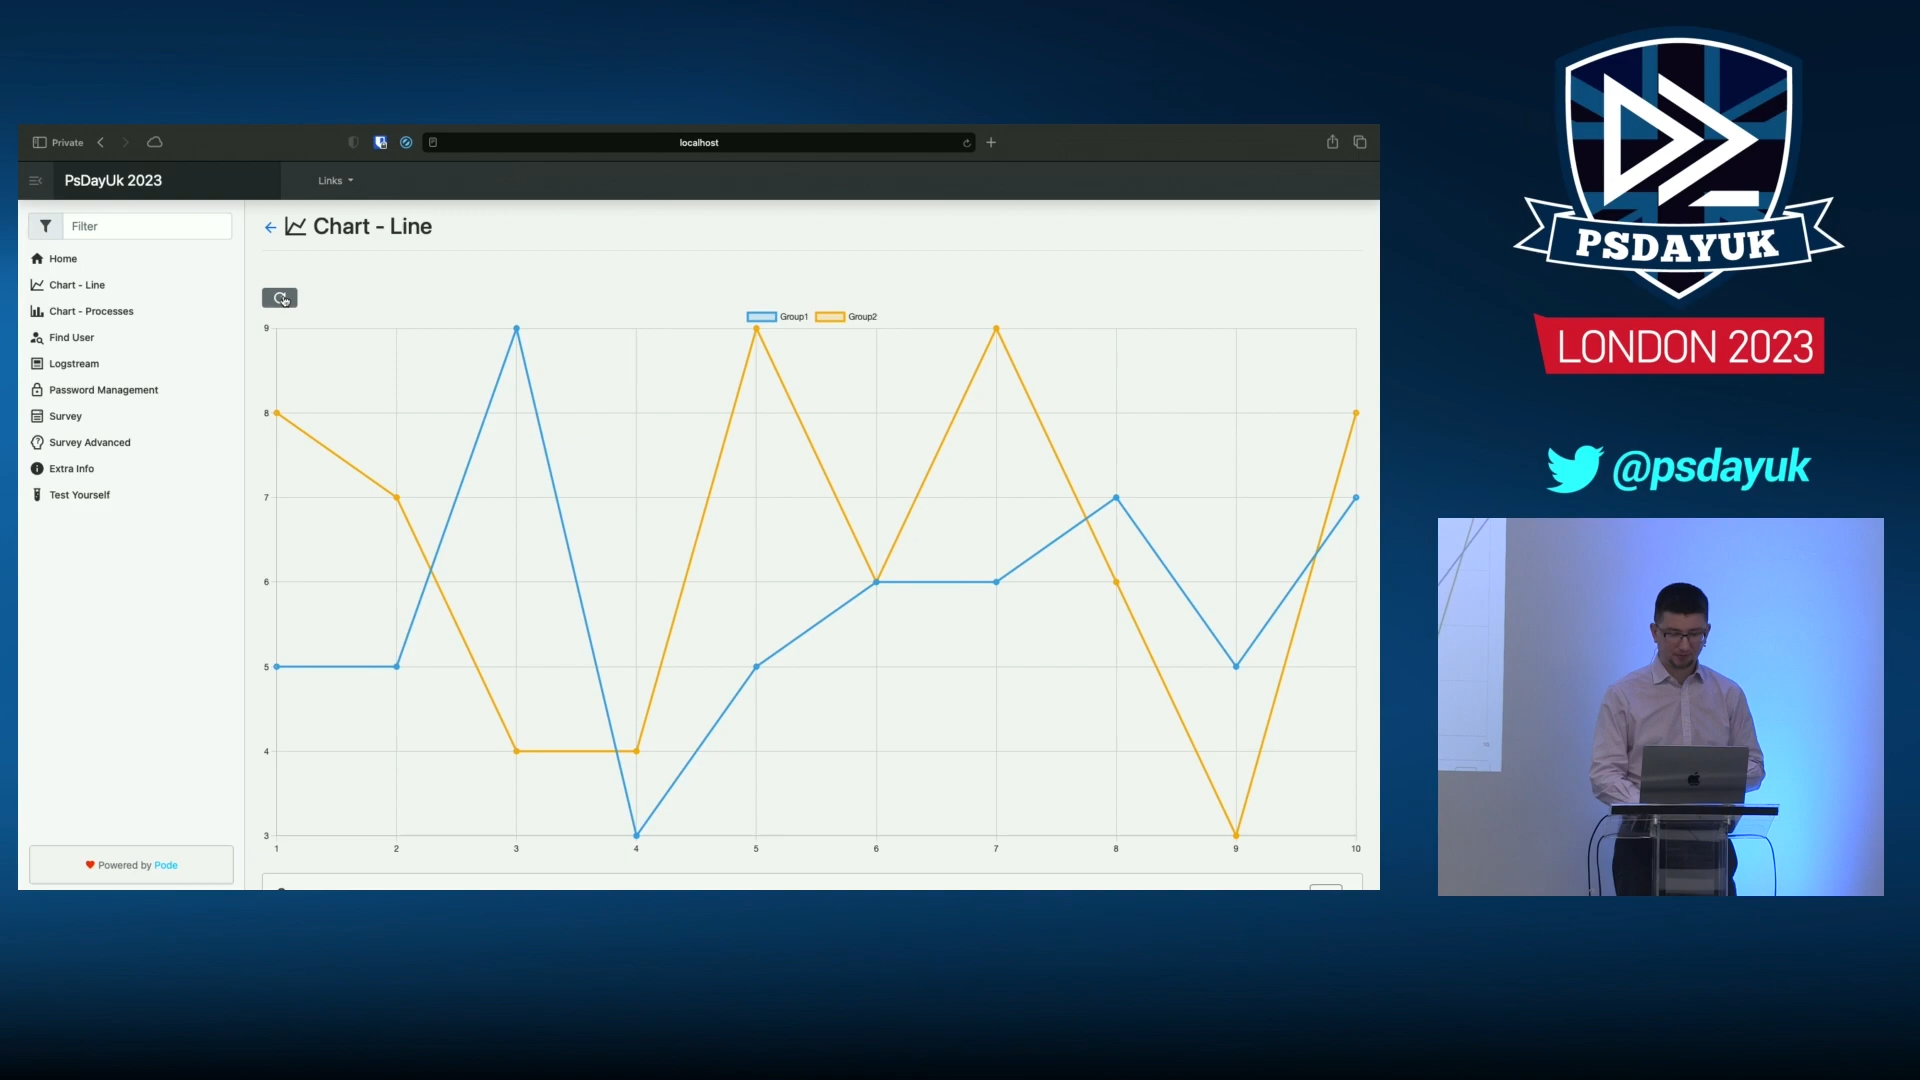 Private
localhost
PsDayUk 2023
Links
Filter
Home
Chart - Line
Chart - Processes
Find User
Logstream
Password Management
Survey
Survey Advanced
Extra Info
Test Yourself
Powered by Pode
Chart - Line
Group1 Group2
9
8
7
6
5
4
3
1 2 3 4 5 6 7 8 9 10
PSDAYUK
LONDON 2023
@psdayuk